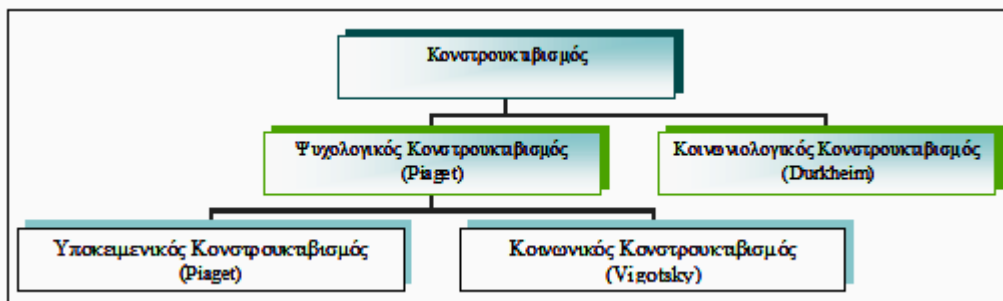 Κονστρουκτιβισμός
Ψυχολογικός Κονστρουκτιβισμός
(Piaget)
Κοινωνιολογικός Κονστρουκτιβισμός
(Durkheim)
Υποκειμενικός Κονστρουκτιβισμός
(Piaget)
Κοινωνικός Κονστρουκτιβισμός
(Vigotsky)